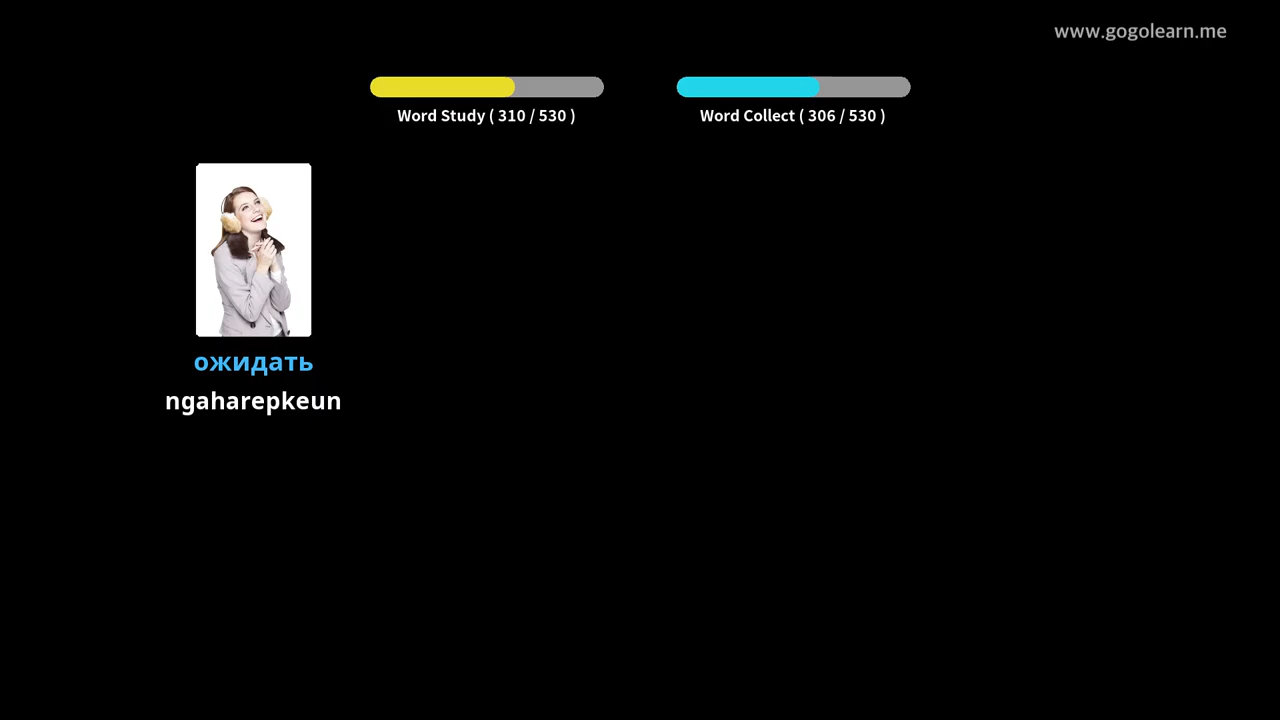 www.gogolearn.me
Word Study ( 310 / 530 )
Word Collect ( 306 / 530 )
ожидать
ngaharepkeun